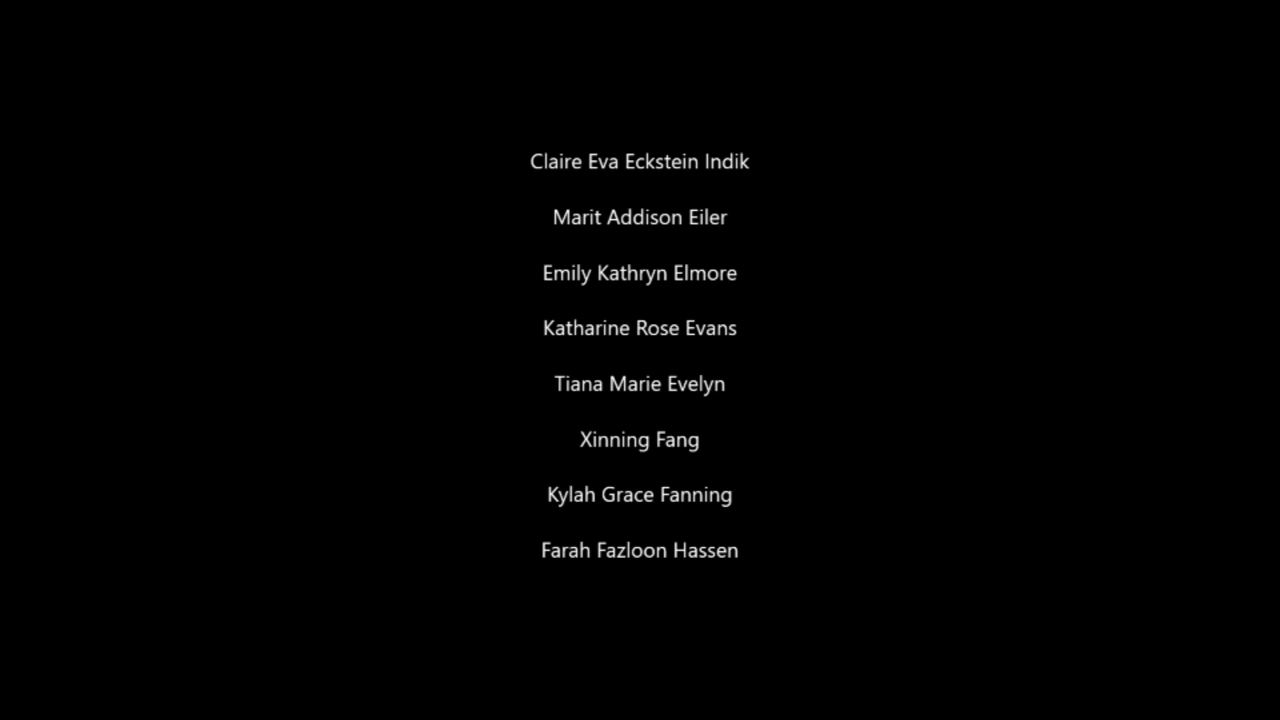 Claire Eva Eckstein Indik
Marit Addison Eiler
Emily Kathryn Elmore
Katharine Rose Evans
Tiana Marie Evelyn
Xinning Fang
Kylah Grace Fanning
Farah Fazloon Hassen